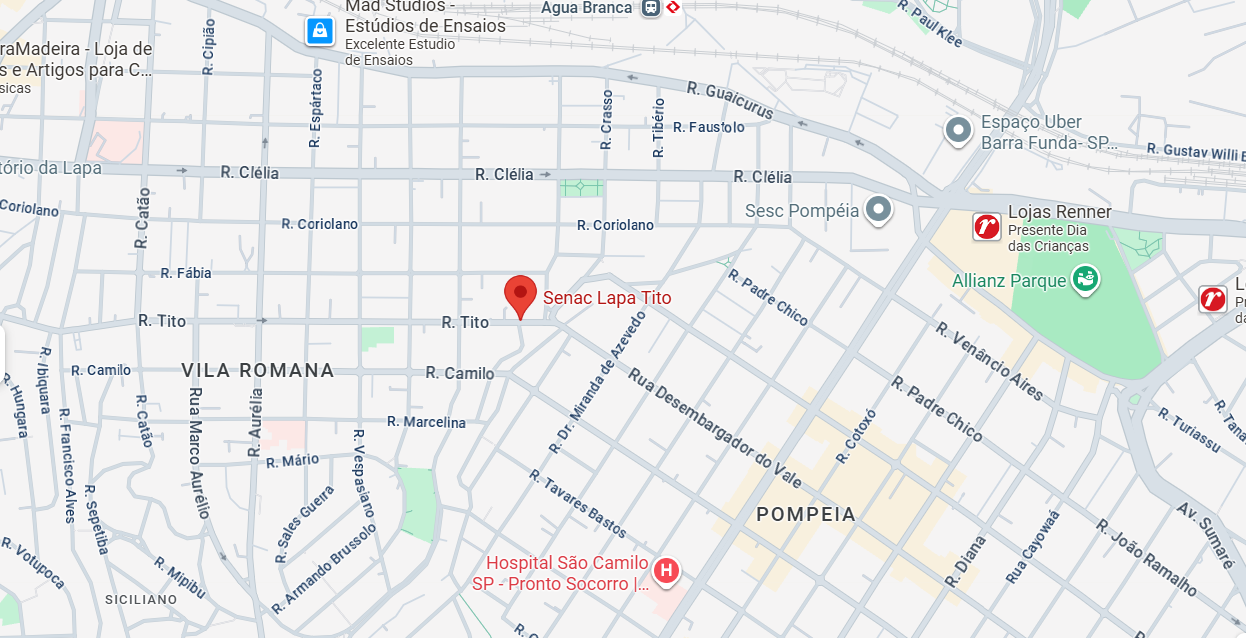 Mad Studios -
Estúdios de Ensaios
Excelente Estudio
de Ensaios
Agua Branca
R. Paul Klee
raMadeira - Loja de
s e Artigos para C...
sicas
R. Cipião
R. Espártaco
R. Crasso
R. Tibério
R. Guaicurus
R. Faustolo
Espaço Uber
Barra Funda- SP...
R. Gustav Willi B
tório da Lapa
R. Clélia
R. Clélia
R. Clélia
Coriolano
R. Catão
R. Coriolano
R. Coriolano
Sesc Pompéia
Lojas Renner
Presente Dia
das Crianças
Allianz Parque
L
Pr
da
R. Fábia
R. Padre Chico
Senac Lapa Tito
R. Tito
R. Tito
R. Venâncio Aires
R. Ibiquara
R. Camilo
VILA ROMANA
R. Camilo
R. Dr. Miranda de Azevedo
Rua Desembargador do Vale
R. Padre Chico
R. Hungara
R. Francisco Alves
R. Catão
Rua Marco Aurélio
R. Aurélia
R. Marcelina
R. Cotoxó
R. Turiassu
R. Tana
R. Vespasiano
R. Mário
R. Tavares Bastos
R. Sepetiba
R. Sales Gueira
POMPEIA
Av. Sumaré
R. João Ramalho
R. Votupoca
R. Mipibu
R. Armando Brussolo
Hospital São Camilo
SP - Pronto Socorro |...
R. Diana
Rua Cayowaá
SICILIANO
R. C